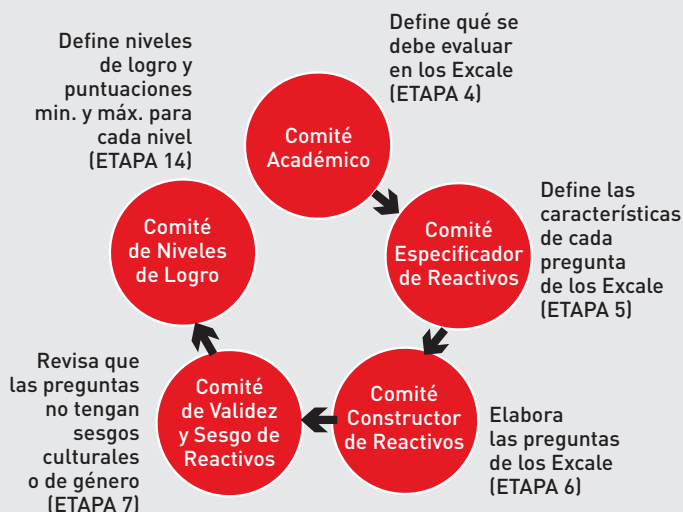 Define qué se
debe evaluar
en los Excale
(ETAPA 4)
Comité
Académico
Define las
características
de cada
pregunta
de los Excale
(ETAPA 5)
Comité
Especificador
de Reactivos
Elabora
las preguntas
de los Excale
(ETAPA 6)
Comité
Constructor
de Reactivos
Revisa que
las preguntas
no tengan
sesgos
culturales
o de género
(ETAPA 7)
Comité
de Validez
y Sesgo de
Reactivos
Define niveles
de logro y
puntuaciones
min. y máx. para
cada nivel
(ETAPA 14)
Comité
de Niveles
de Logro